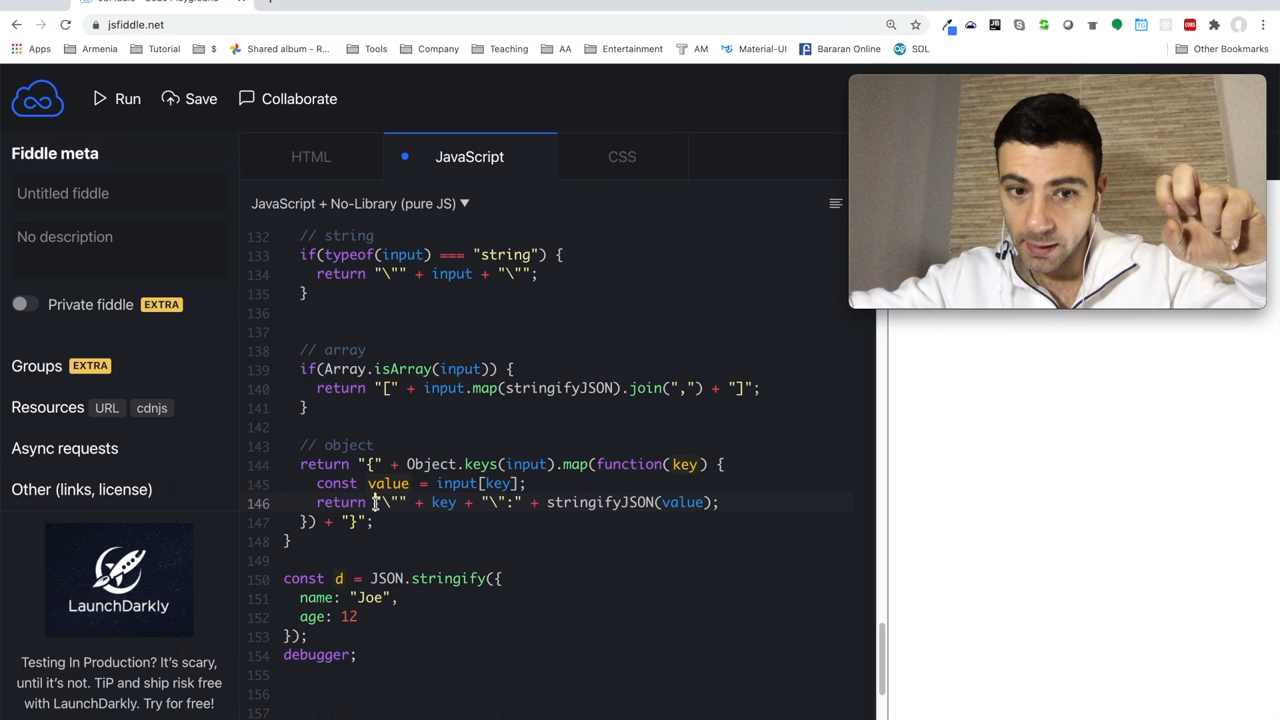 jsfiddle.net
Apps
Armenia
Tutorial
$
Shared album - R...
Tools
Company
Teaching
AA
Entertainment
AM
Material-UI
Bararan Online
SDL
Other Bookmarks
Run
Save
Collaborate
Fiddle meta
Untitled fiddle
No description
Private fiddle EXTRA
Groups EXTRA
Resources URL cdnjs
Async requests
Other (links, license)
LaunchDarkly
Testing In Production? It's scary,
until it's not. TiP and ship risk free
with LaunchDarkly. Try for free!
HTML
JavaScript
CSS
JavaScript + No-Library (pure JS) ▼
132 // string
133 if(typeof(input) === "string") {
134 return "\"" + input + "\"";
135 }
136
137
138 // array
139 if(Array.isArray(input)) {
140 return "[" + input.map(stringifyJSON).join(",") + "]";
141 }
142
143 // object
144 return "{" + Object.keys(input).map(function(key) {
145 const value = input[key];
146 return "\"" + key + "\":" + stringifyJSON(value);
147 }) + "}";
148 }
149
150 const d = JSON.stringify({
151 name: "Joe",
152 age: 12
153 });
154 debugger;
155
156
157